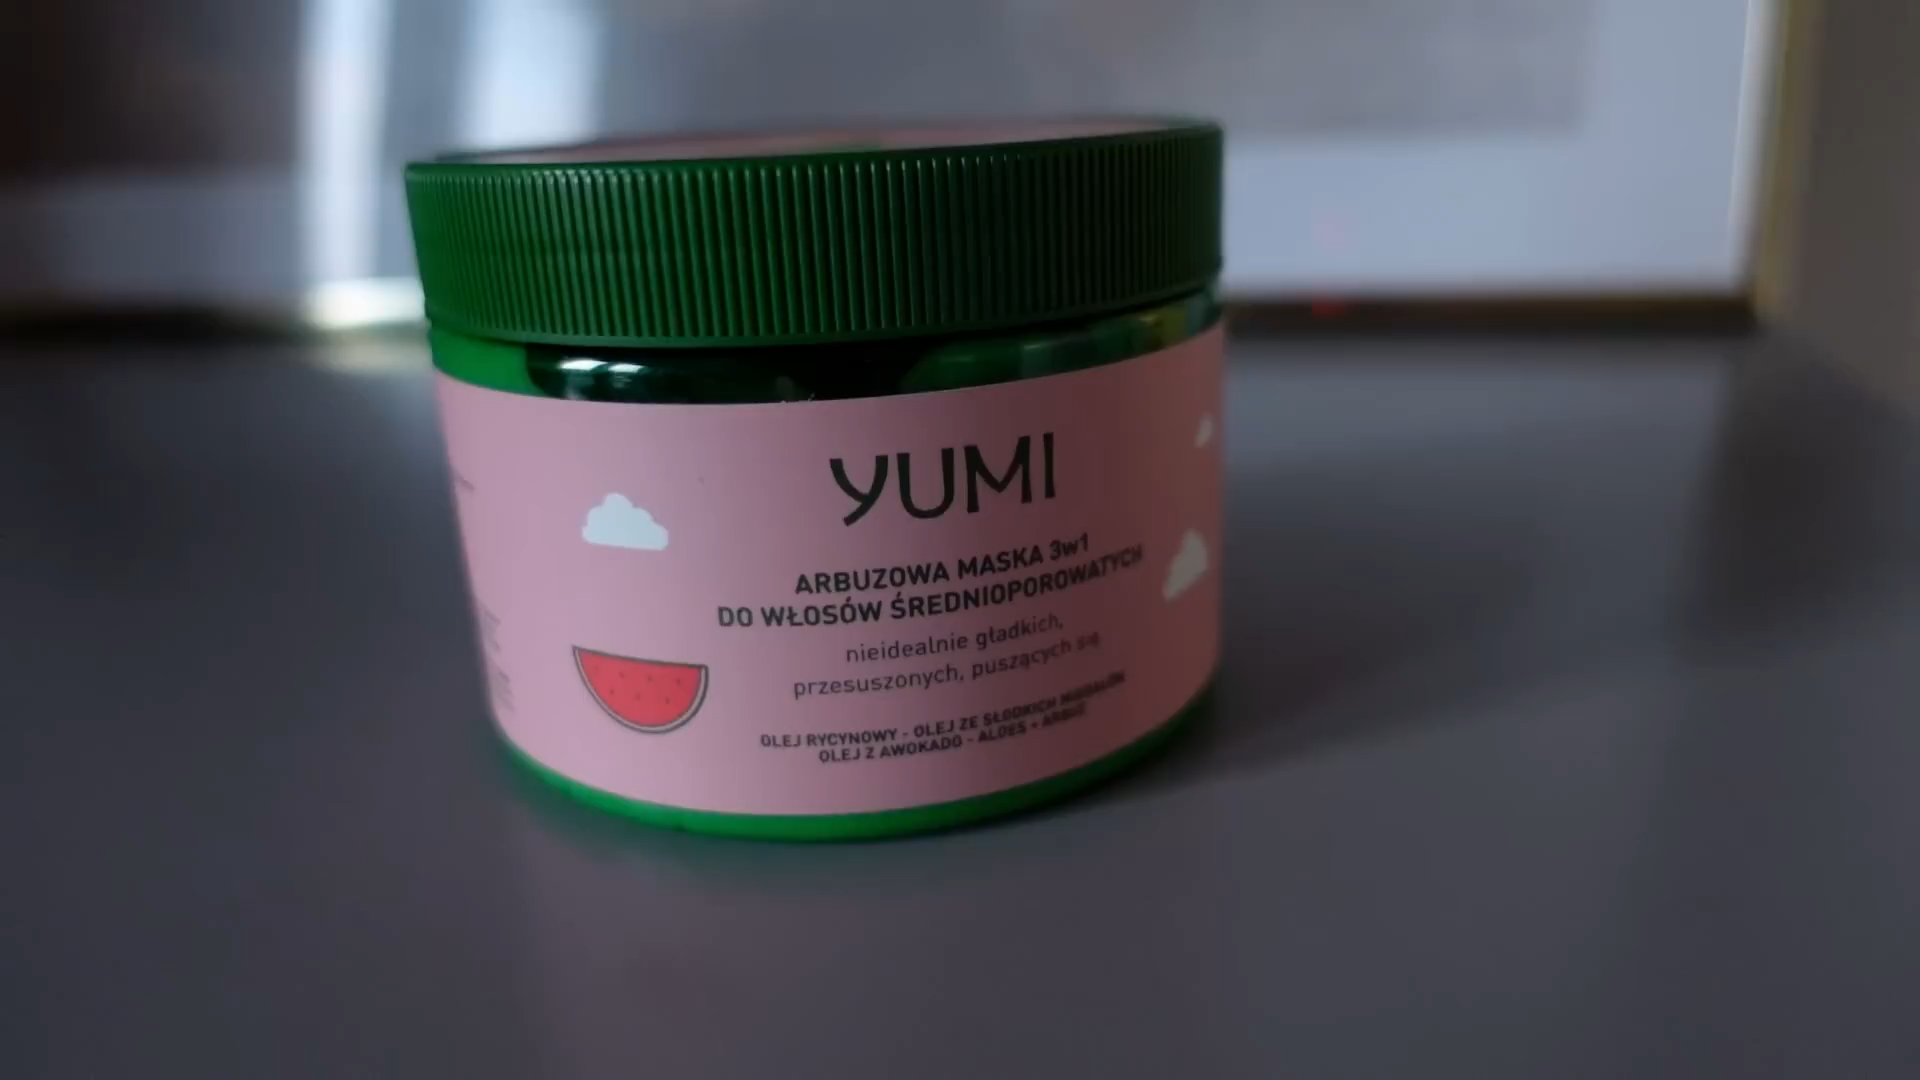 YUMI
ARBUZOWA MASKA 3w1
DO WŁOSÓW ŚREDNIOPOROWATYCH
nieidealnie gładkich,
przesuszonych, puszących się
OLEJ RYCYNOWY - OLEJ ZE SŁODKICH MIGDAŁÓW
OLEJ Z AWOKADO - ALOES - ARBUZ